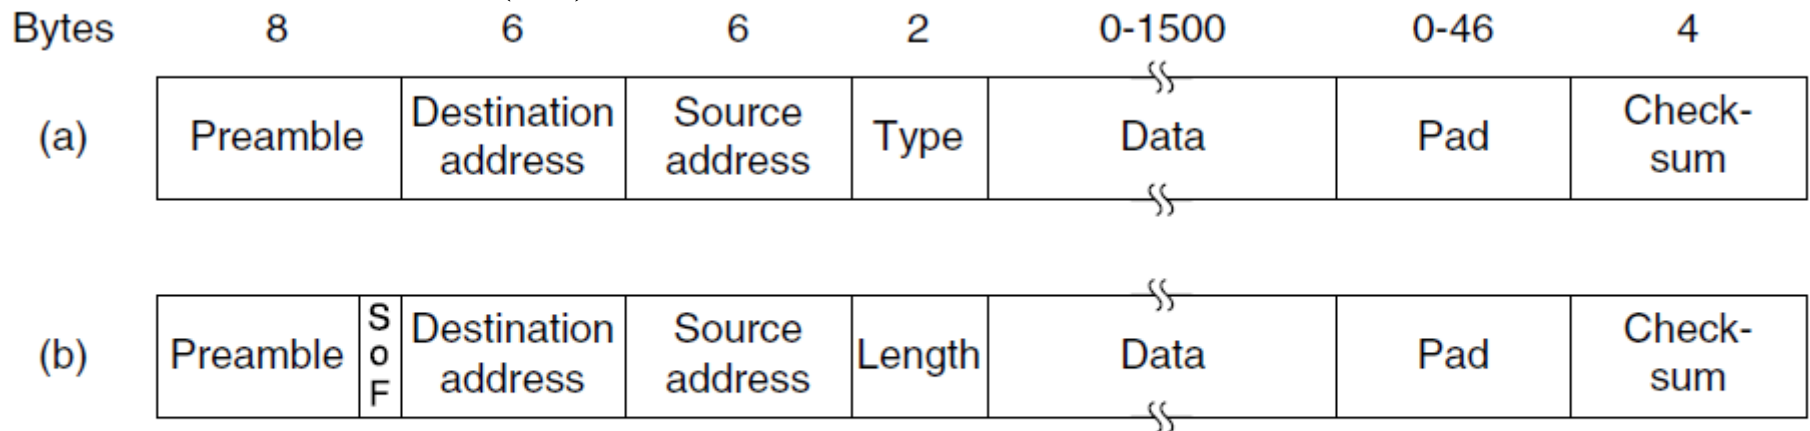 Bytes 8 6 6 2 0-1500 0-46 4
(a) Preamble Destination address Source address Type Data Pad Check-sum
(b) Preamble SoF Destination address Source address Length Data Pad Check-sum